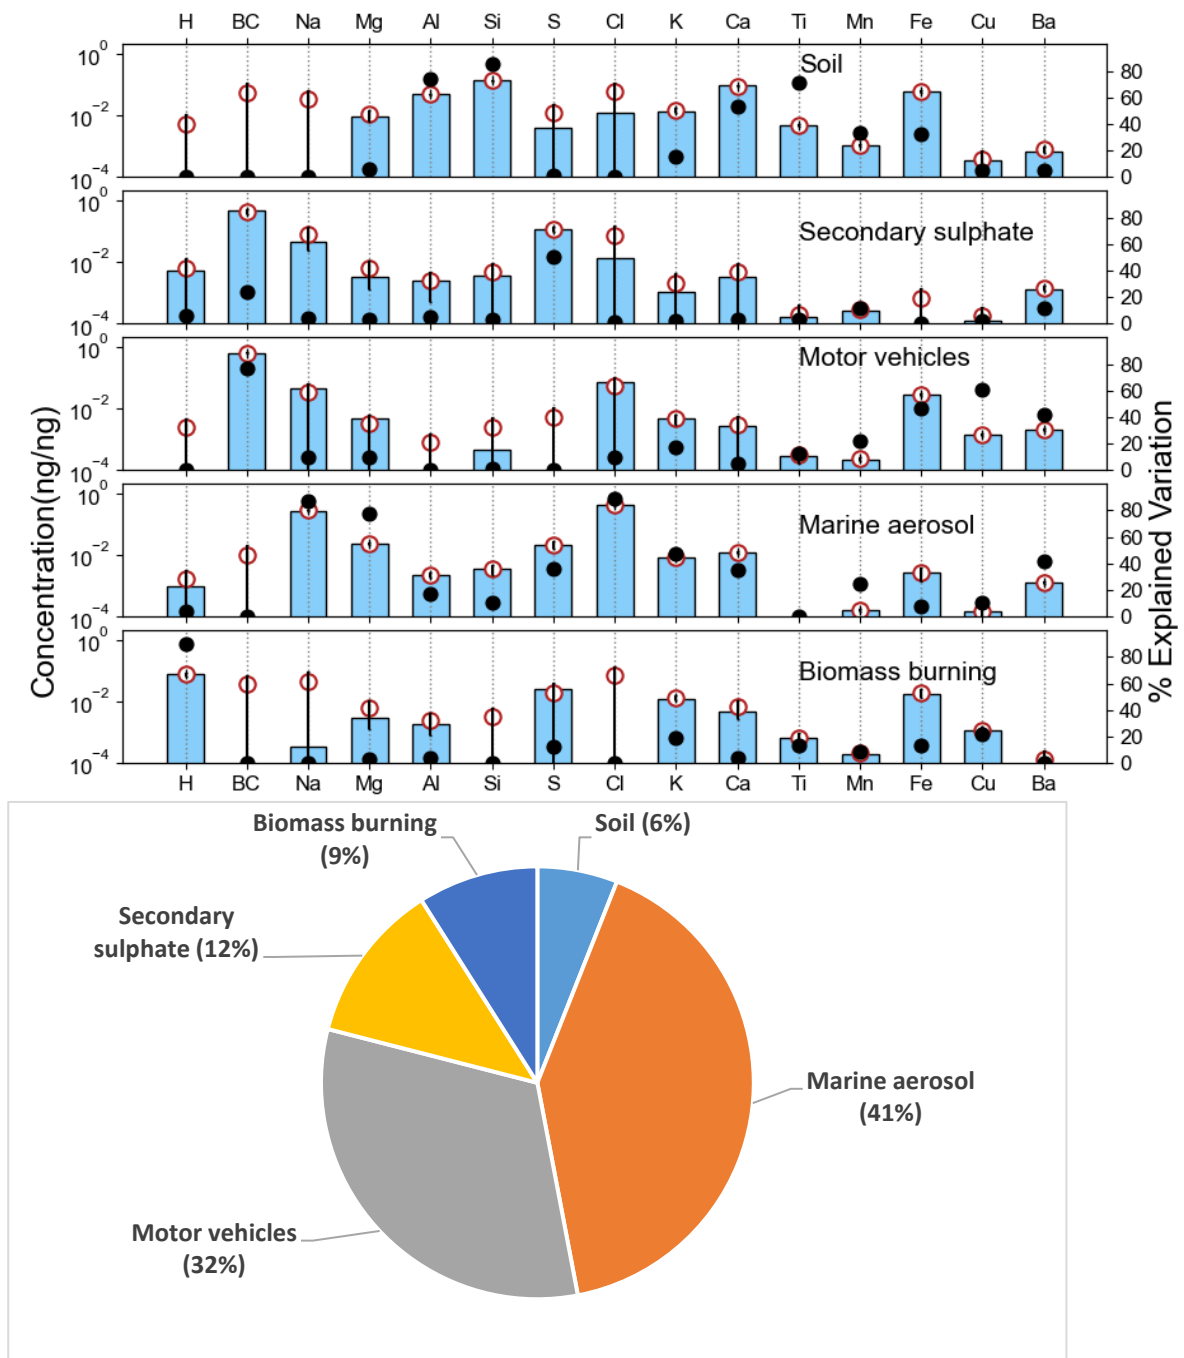 H BC Na Mg Al Si S Cl K Ca Ti Mn Fe Cu Ba
10^0
10^-2
10^-4
80
60
40
20
0
Soil
10^0
10^-2
10^-4
80
60
40
20
0
Secondary sulphate
10^0
10^-2
10^-4
80
60
40
20
0
Motor vehicles
10^0
10^-2
10^-4
80
60
40
20
0
Marine aerosol
10^0
10^-2
10^-4
80
60
40
20
0
Biomass burning
Concentration(ng/ng)
% Explained Variation
H BC Na Mg Al Si S Cl K Ca Ti Mn Fe Cu Ba
Biomass burning
(9%)
Soil (6%)
Secondary
sulphate (12%)
Marine aerosol
(41%)
Motor vehicles
(32%)